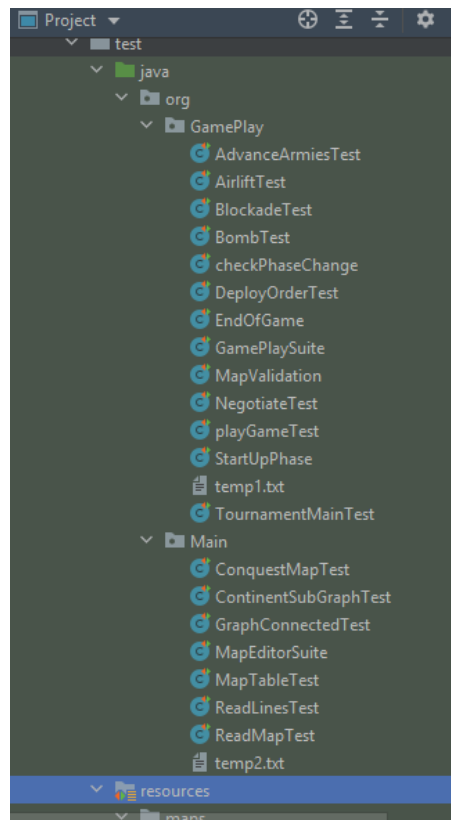 Project
test
java
org
GamePlay
AdvanceArmiesTest
AirliftTest
BlockadeTest
BombTest
checkPhaseChange
DeployOrderTest
EndOfGame
GamePlaySuite
MapValidation
NegotiateTest
playGameTest
StartUpPhase
temp1.txt
TournamentMainTest
Main
ConquestMapTest
ContinentSubGraphTest
GraphConnectedTest
MapEditorSuite
MapTableTest
ReadLinesTest
ReadMapTest
temp2.txt
resources
maps